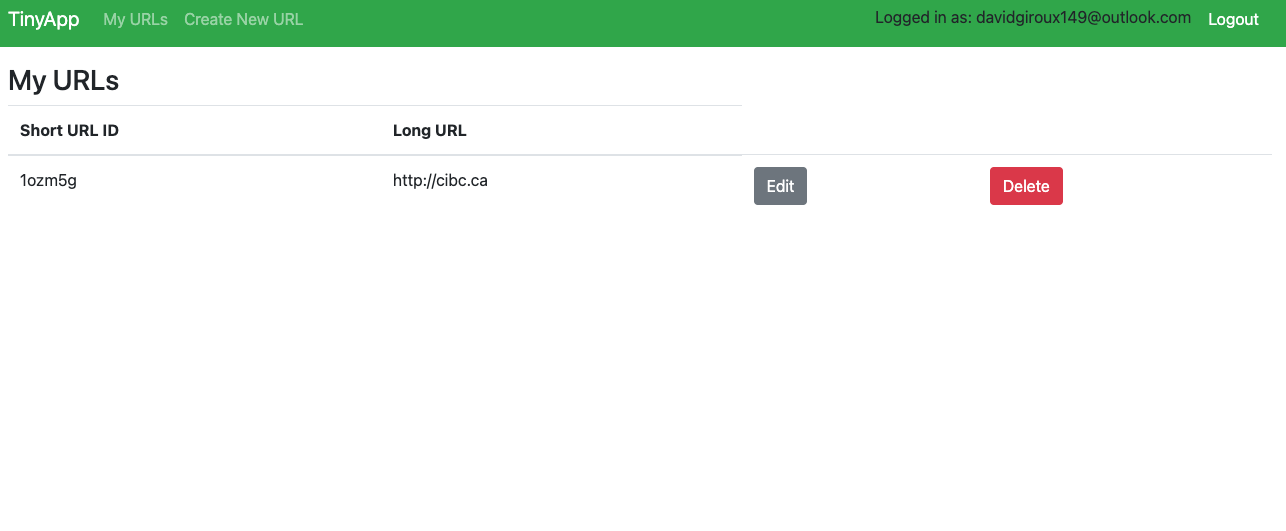 TinyApp My URLs Create New URL Logged in as: davidgiroux149@outlook.com Logout
My URLs
Short URL ID Long URL
1ozm5g http://cibc.ca Edit Delete